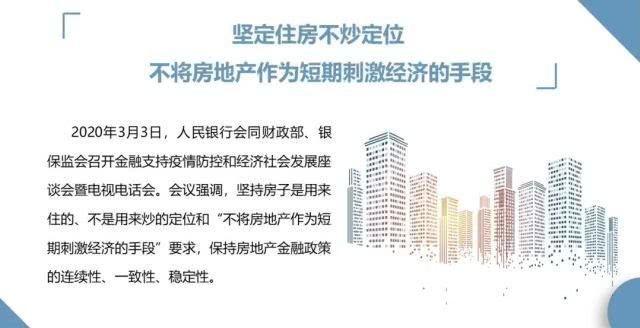 坚定住房不炒定位
不将房地产作为短期刺激经济的手段
2020年3月3日，人民银行会同财政部、银
保监会召开金融支持疫情防控和经济社会发展座
谈会暨电视电话会。会议强调，坚持房子是用来
住的、不是用来炒的定位和“不将房地产作为短
期刺激经济的手段”要求，保持房地产金融政策
的连续性、一致性、稳定性。